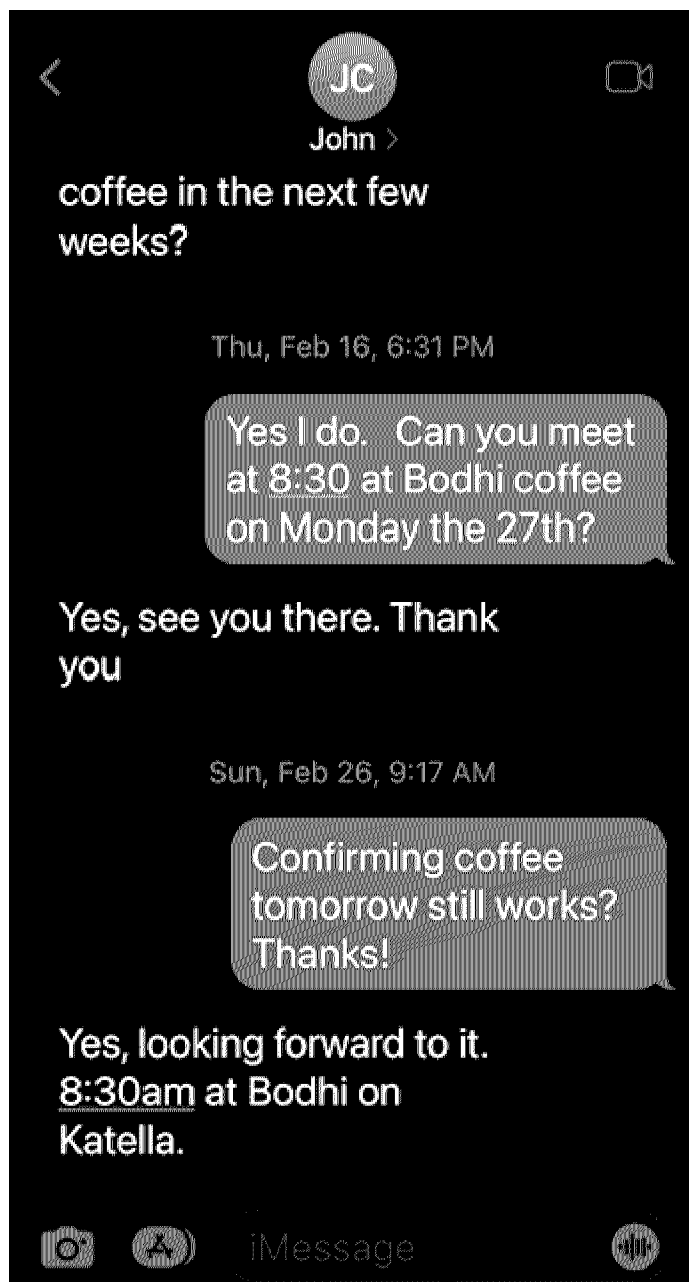 JC
John >
coffee in the next few
weeks?
Thu, Feb 16, 6:31 PM
Yes I do.   Can you meet
at 8:30 at Bodhi coffee
on Monday the 27th?
Yes, see you there. Thank
you
Sun, Feb 26, 9:17 AM
Confirming coffee
tomorrow still works?
Thanks!
Yes, looking forward to it.
8:30am at Bodhi on
Katella.
iMessage